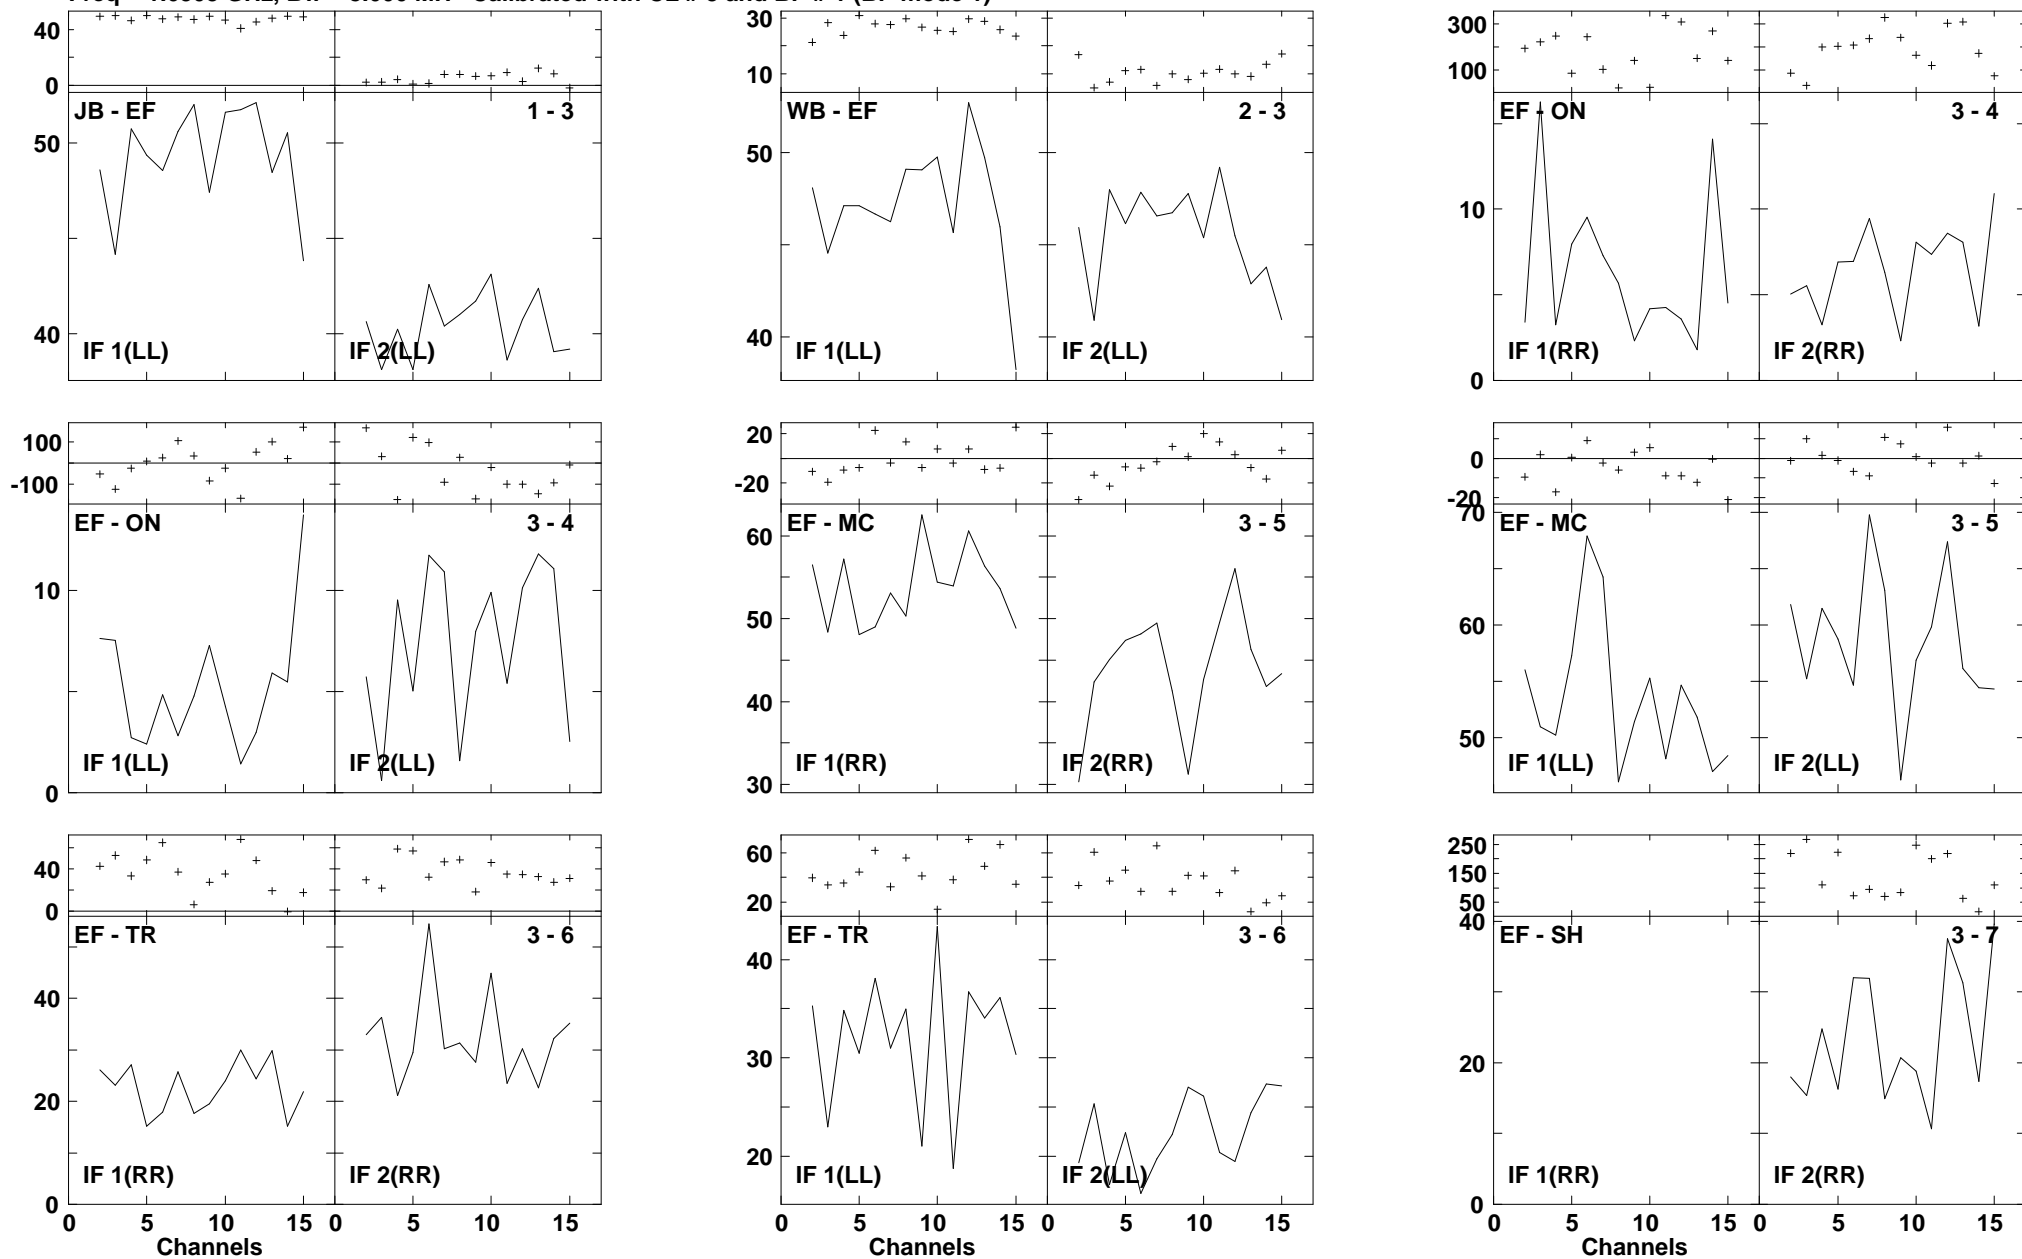 40
0
JB - EF
1 - 3
50
40
IF 1(LL)
IF 2(LL)
30
10
WB - EF
2 - 3
50
40
IF 1(LL)
IF 2(LL)
300
100
EF - ON
3 - 4
10
0
IF 1(RR)
IF 2(RR)
100
-100
EF - ON
3 - 4
10
0
IF 1(LL)
IF 2(LL)
20
-20
EF - MC
3 - 5
60
50
40
30
IF 1(RR)
IF 2(RR)
0
-20
70
EF - MC
3 - 5
60
50
IF 1(LL)
IF 2(LL)
40
0
EF - TR
3 - 6
40
20
0
IF 1(RR)
IF 2(RR)
0 5 10 15 0 5 10 15
Channels
60
20
EF - TR
3 - 6
40
30
20
IF 1(LL)
IF 2(LL)
0 5 10 15 0 5 10 15
Channels
250
150
50
40
EF - SH
3 - 7
20
0
IF 1(RR)
IF 2(RR)
0 5 10 15 0 5 10 15
Channels